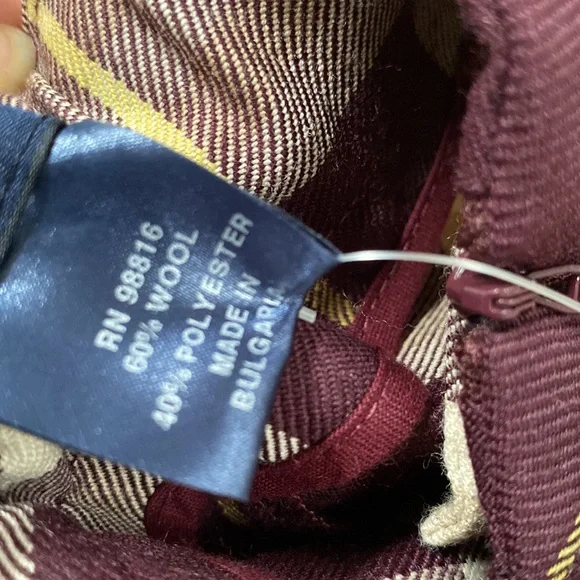 RN 98816
60% WOOL
40% POLYESTER
MADE IN
BULGARIA